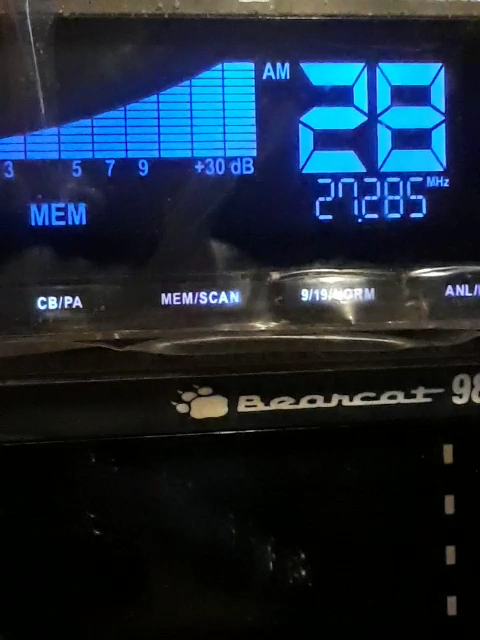 AM 28
3 5 7 9 +30 dB
27.285 MHz
MEM
CB/PA MEM/SCAN 9/19/NORM ANL/
Bearcat 98